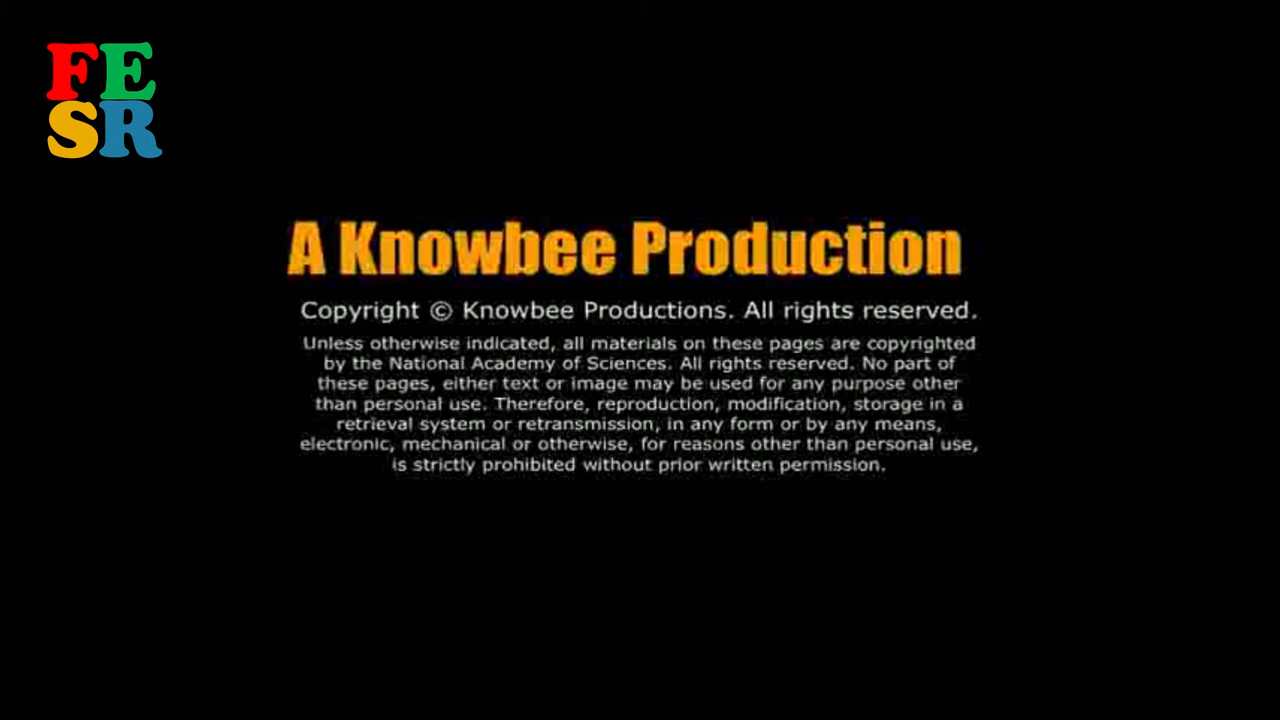 FE
SR
A Knowbee Production
Copyright © Knowbee Productions. All rights reserved.
Unless otherwise indicated, all materials on these pages are copyrighted
by the National Academy of Sciences. All rights reserved. No part of
these pages, either text or image may be used for any purpose other
than personal use. Therefore, reproduction, modification, storage in a
retrieval system or retransmission, in any form or by any means,
electronic, mechanical or otherwise, for reasons other than personal use,
is strictly prohibited without prior written permission.